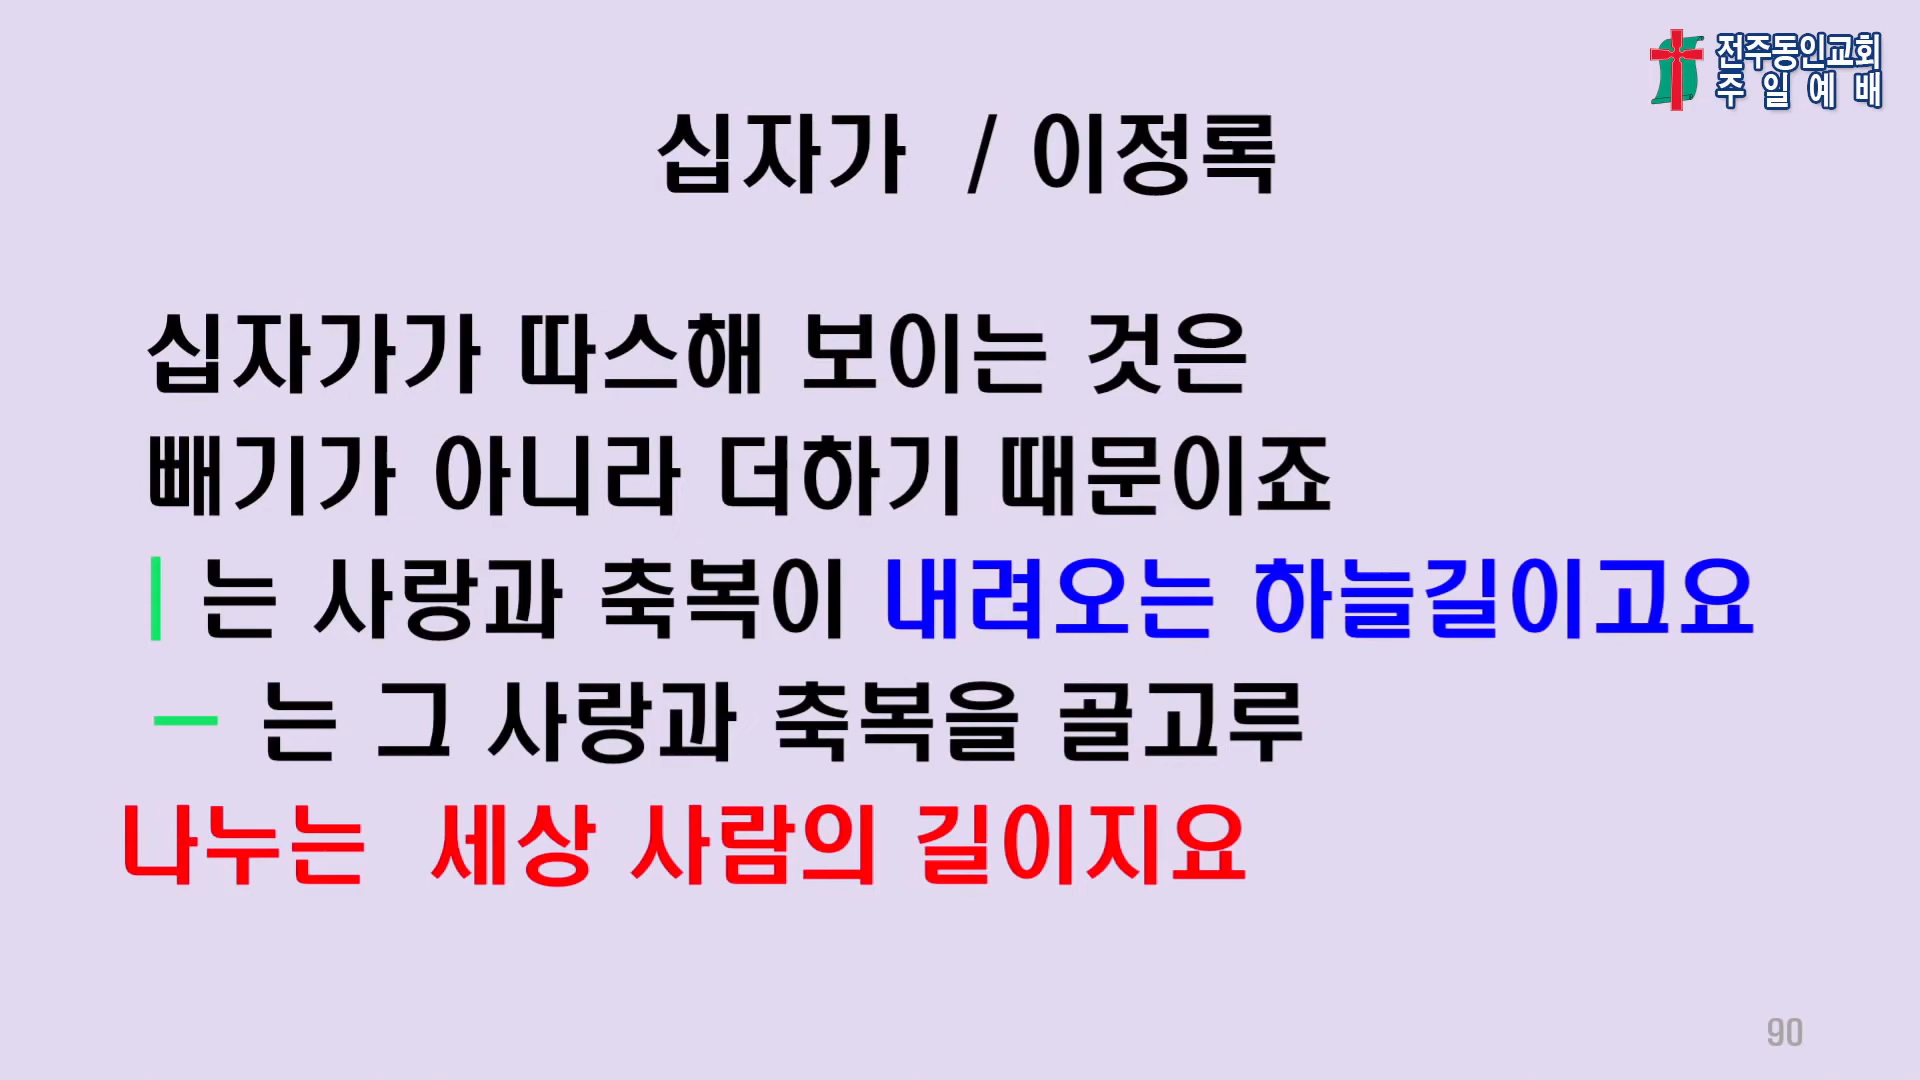 전주동인교회
주 일 예 배
십자가 / 이정록
십자가가 따스해 보이는 것은
빼기가 아니라 더하기 때문이죠
| 는 사랑과 축복이 내려오는 하늘길이고요
ㅡ 는 그 사랑과 축복을 골고루
나누는 세상 사람의 길이지요
90